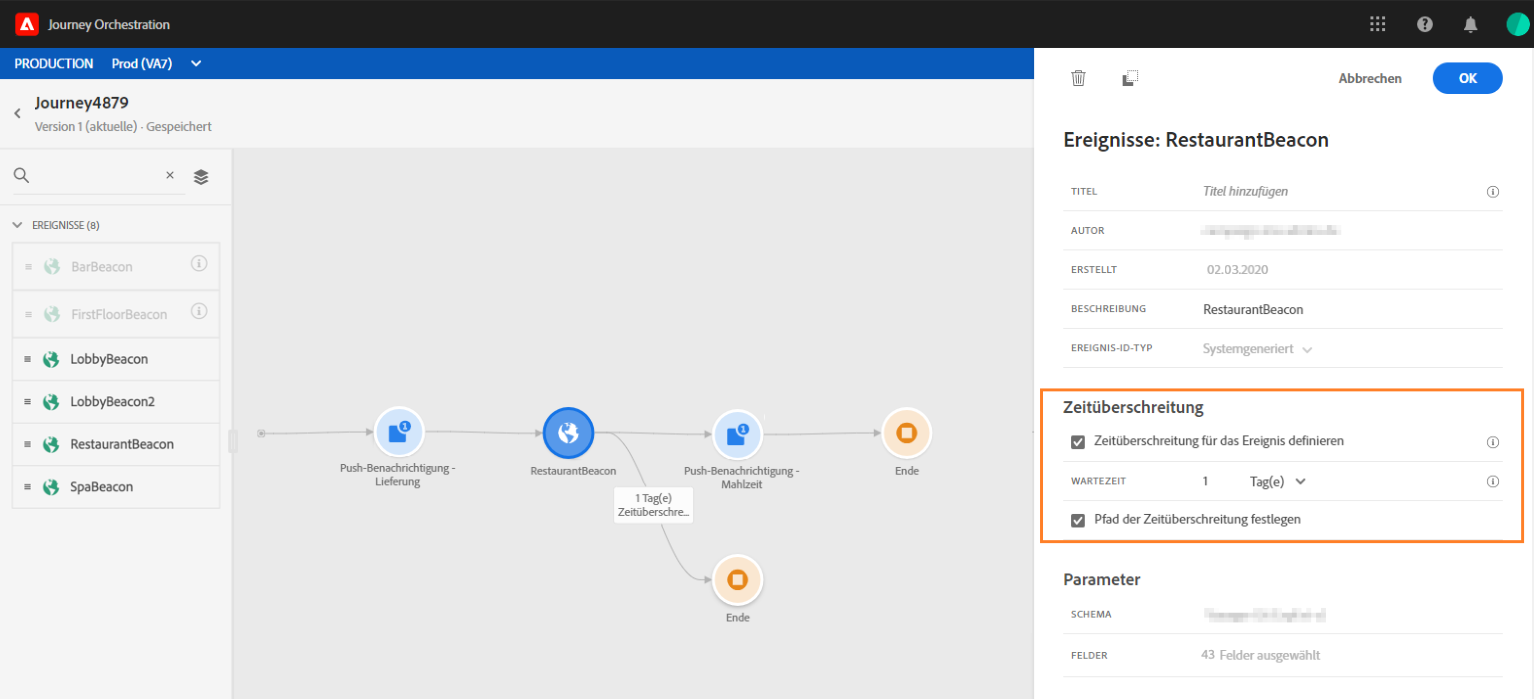 Journey Orchestration
PRODUCTION Prod (VA7)
Journey4879
Version 1 (aktuelle) · Gespeichert
EREIGNISSE (8)
BarBeacon
FirstFloorBeacon
LobbyBeacon
LobbyBeacon2
RestaurantBeacon
SpaBeacon
1
Push-Benachrichtigung -
Lieferung
RestaurantBeacon
1
Push-Benachrichtigung -
Mahlzeit
Ende
1 Tag(e)
Zeitüberschre...
Ende
Abbrechen OK
Ereignisse: RestaurantBeacon
TITEL Titel hinzufügen
AUTOR
ERSTELLT 02.03.2020
BESCHREIBUNG RestaurantBeacon
EREIGNIS-ID-TYP Systemgeneriert
Zeitüberschreitung
Zeitüberschreitung für das Ereignis definieren
WARTEZEIT 1 Tag(e)
Pfad der Zeitüberschreitung festlegen
Parameter
SCHEMA
FELDER 43 Felder ausgewählt